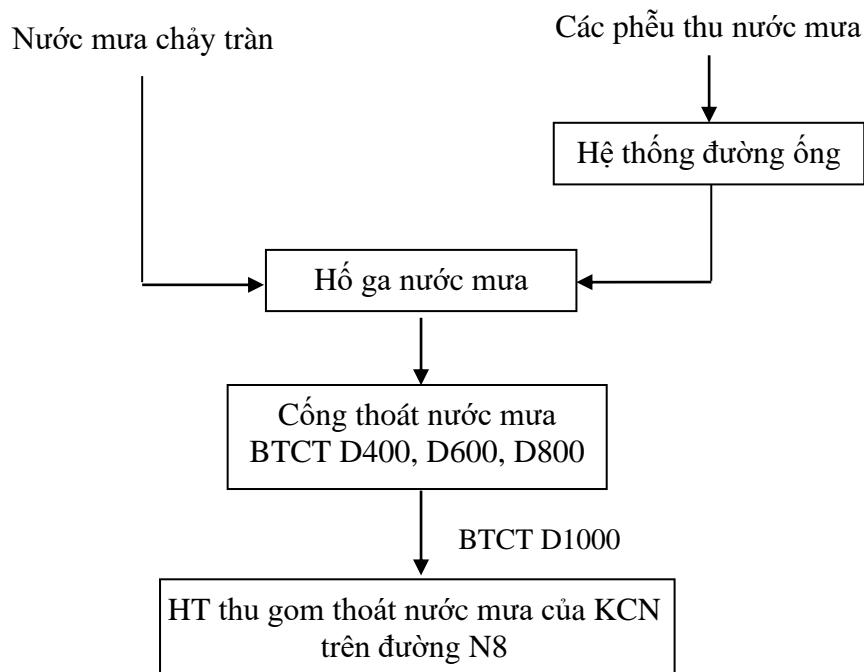 Nước mưa chảy tràn
Các phễu thu nước mưa
Hệ thống đường ống
Hố ga nước mưa
Cống thoát nước mưa
BTCT D400, D600, D800
BTCT D1000
HT thu gom thoát nước mưa của KCN
trên đường N8